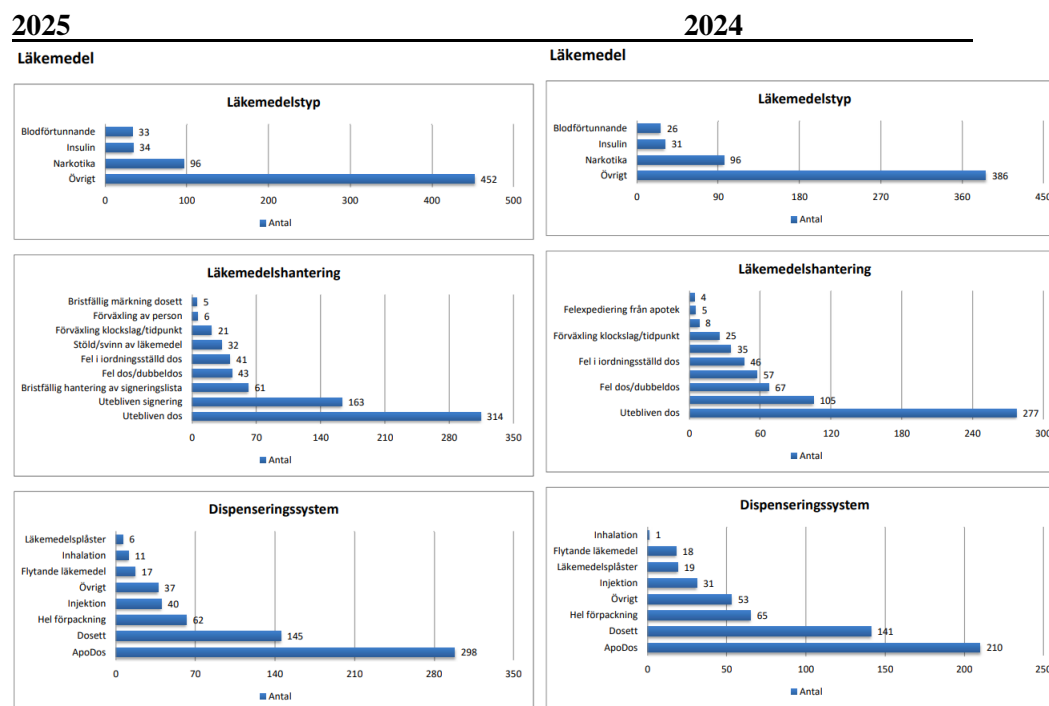 2025 2024
Läkemedel
Läkemedelstyp
Blodförtunnande 33
Insulin 34
Narkotika 96
Övrigt 452
0 100 200 300 400 500
Antal
Läkemedelshantering
Bristfällig märkning dosett 5
Förväxling av person 6
Förväxling klockslag/tidpunkt 21
Stöld/svinn av läkemedel 32
Fel i iordningsställd dos 41
Fel dos/dubbeldos 43
Bristfällig hantering av signeringslista 61
Utebliven signering 163
Utebliven dos 314
0 70 140 210 280 350
Antal
Dispenseringssystem
Läkemedelsplåster 6
Inhalation 11
Flytande läkemedel 17
Övrigt 37
Injektion 40
Hel förpackning 62
Dosett 145
ApoDos 298
0 70 140 210 280 350
Antal
Läkemedel
Läkemedelstyp
Blodförtunnande 26
Insulin 31
Narkotika 96
Övrigt 386
0 90 180 270 360 450
Antal
Läkemedelshantering
4
Felexpediering från apotek 5
8
Förväxling klockslag/tidpunkt 25
35
Fel i iordningsställd dos 46
57
Fel dos/dubbeldos 67
105
Utebliven dos 277
0 60 120 180 240 300
Antal
Dispenseringssystem
Inhalation 1
Flytande läkemedel 18
Läkemedelsplåster 19
Injektion 31
Övrigt 53
Hel förpackning 65
Dosett 141
ApoDos 210
0 50 100 150 200 250
Antal